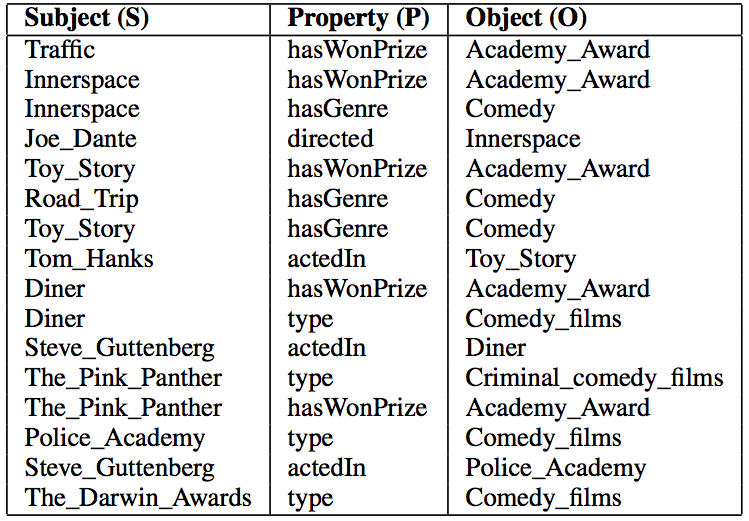 Subject (S) Property (P) Object (O)
Traffic hasWonPrize Academy_Award
Innerspace hasWonPrize Academy_Award
Innerspace hasGenre Comedy
Joe_Dante directed Innerspace
Toy_Story hasWonPrize Academy_Award
Road_Trip hasGenre Comedy
Toy_Story hasGenre Comedy
Tom_Hanks actedIn Toy_Story
Diner hasWonPrize Academy_Award
Diner type Comedy_films
Steve_Guttenberg actedIn Diner
The_Pink_Panther type Criminal_comedy_films
The_Pink_Panther hasWonPrize Academy_Award
Police_Academy type Comedy_films
Steve_Guttenberg actedIn Police_Academy
The_Darwin_Awards type Comedy_films